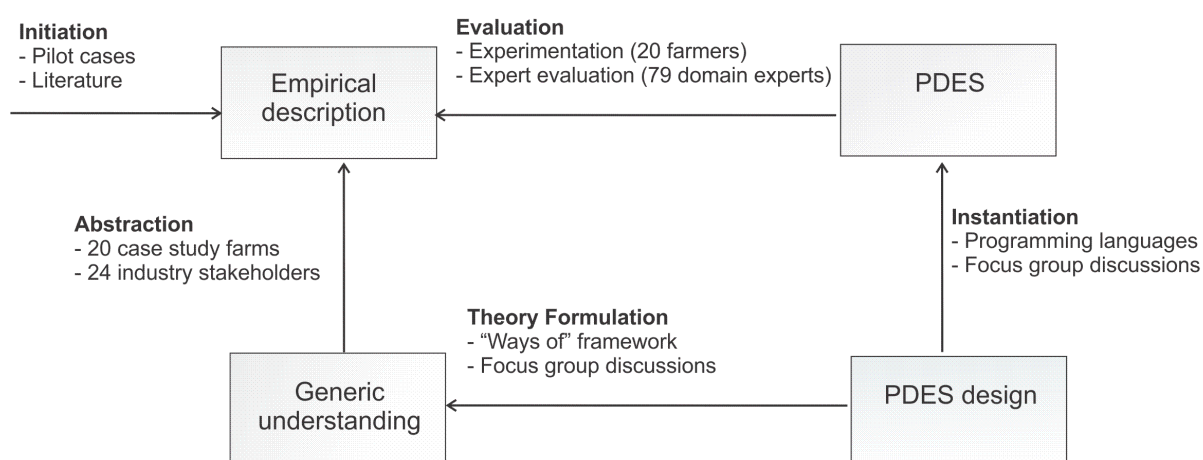 Initiation
- Pilot cases
- Literature
Empirical
description
Evaluation
- Experimentation (20 farmers)
- Expert evaluation (79 domain experts)
PDES
Abstraction
- 20 case study farms
- 24 industry stakeholders
Instantiation
- Programming languages
- Focus group discussions
Theory Formulation
- “Ways of” framework
- Focus group discussions
Generic
understanding
PDES design